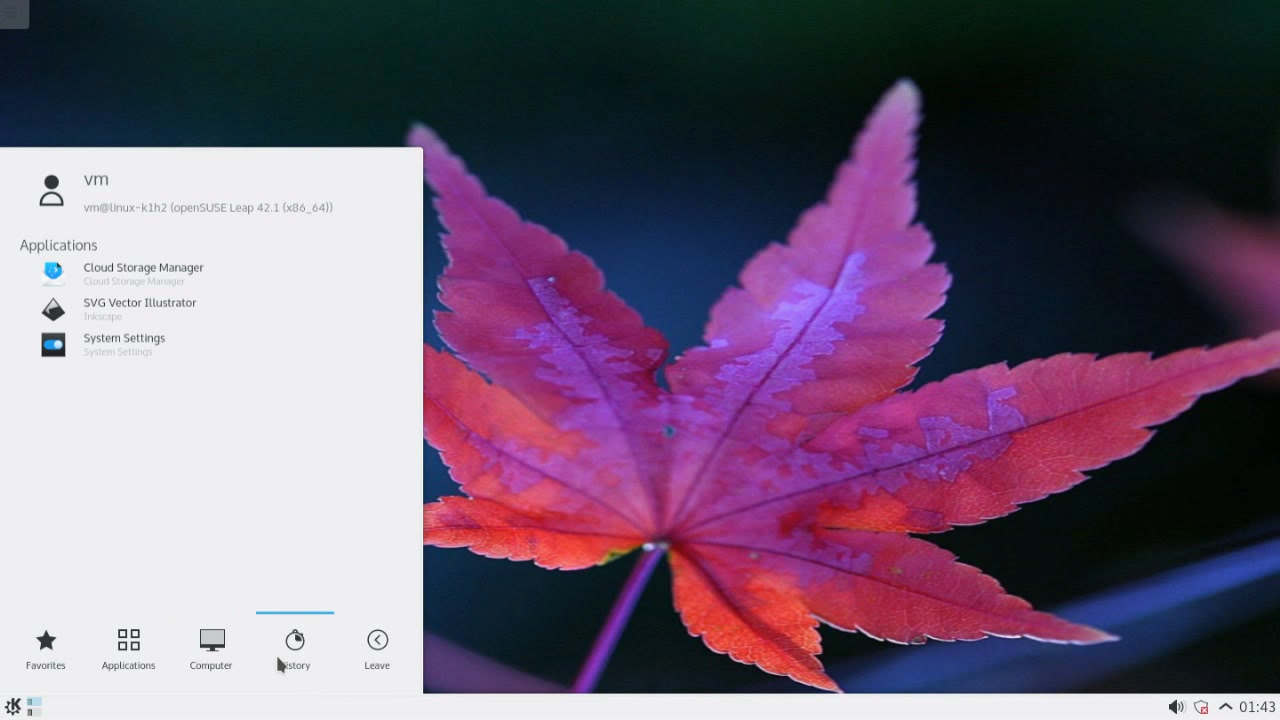 vm
vm@linux-k1h2 (openSUSE Leap 42.1 (x86_64))
Applications
Cloud Storage Manager
Cloud Storage Manager
SVG Vector Illustrator
Inkscape
System Settings
System Settings
Favorites
Applications
Computer
History
Leave
01:43